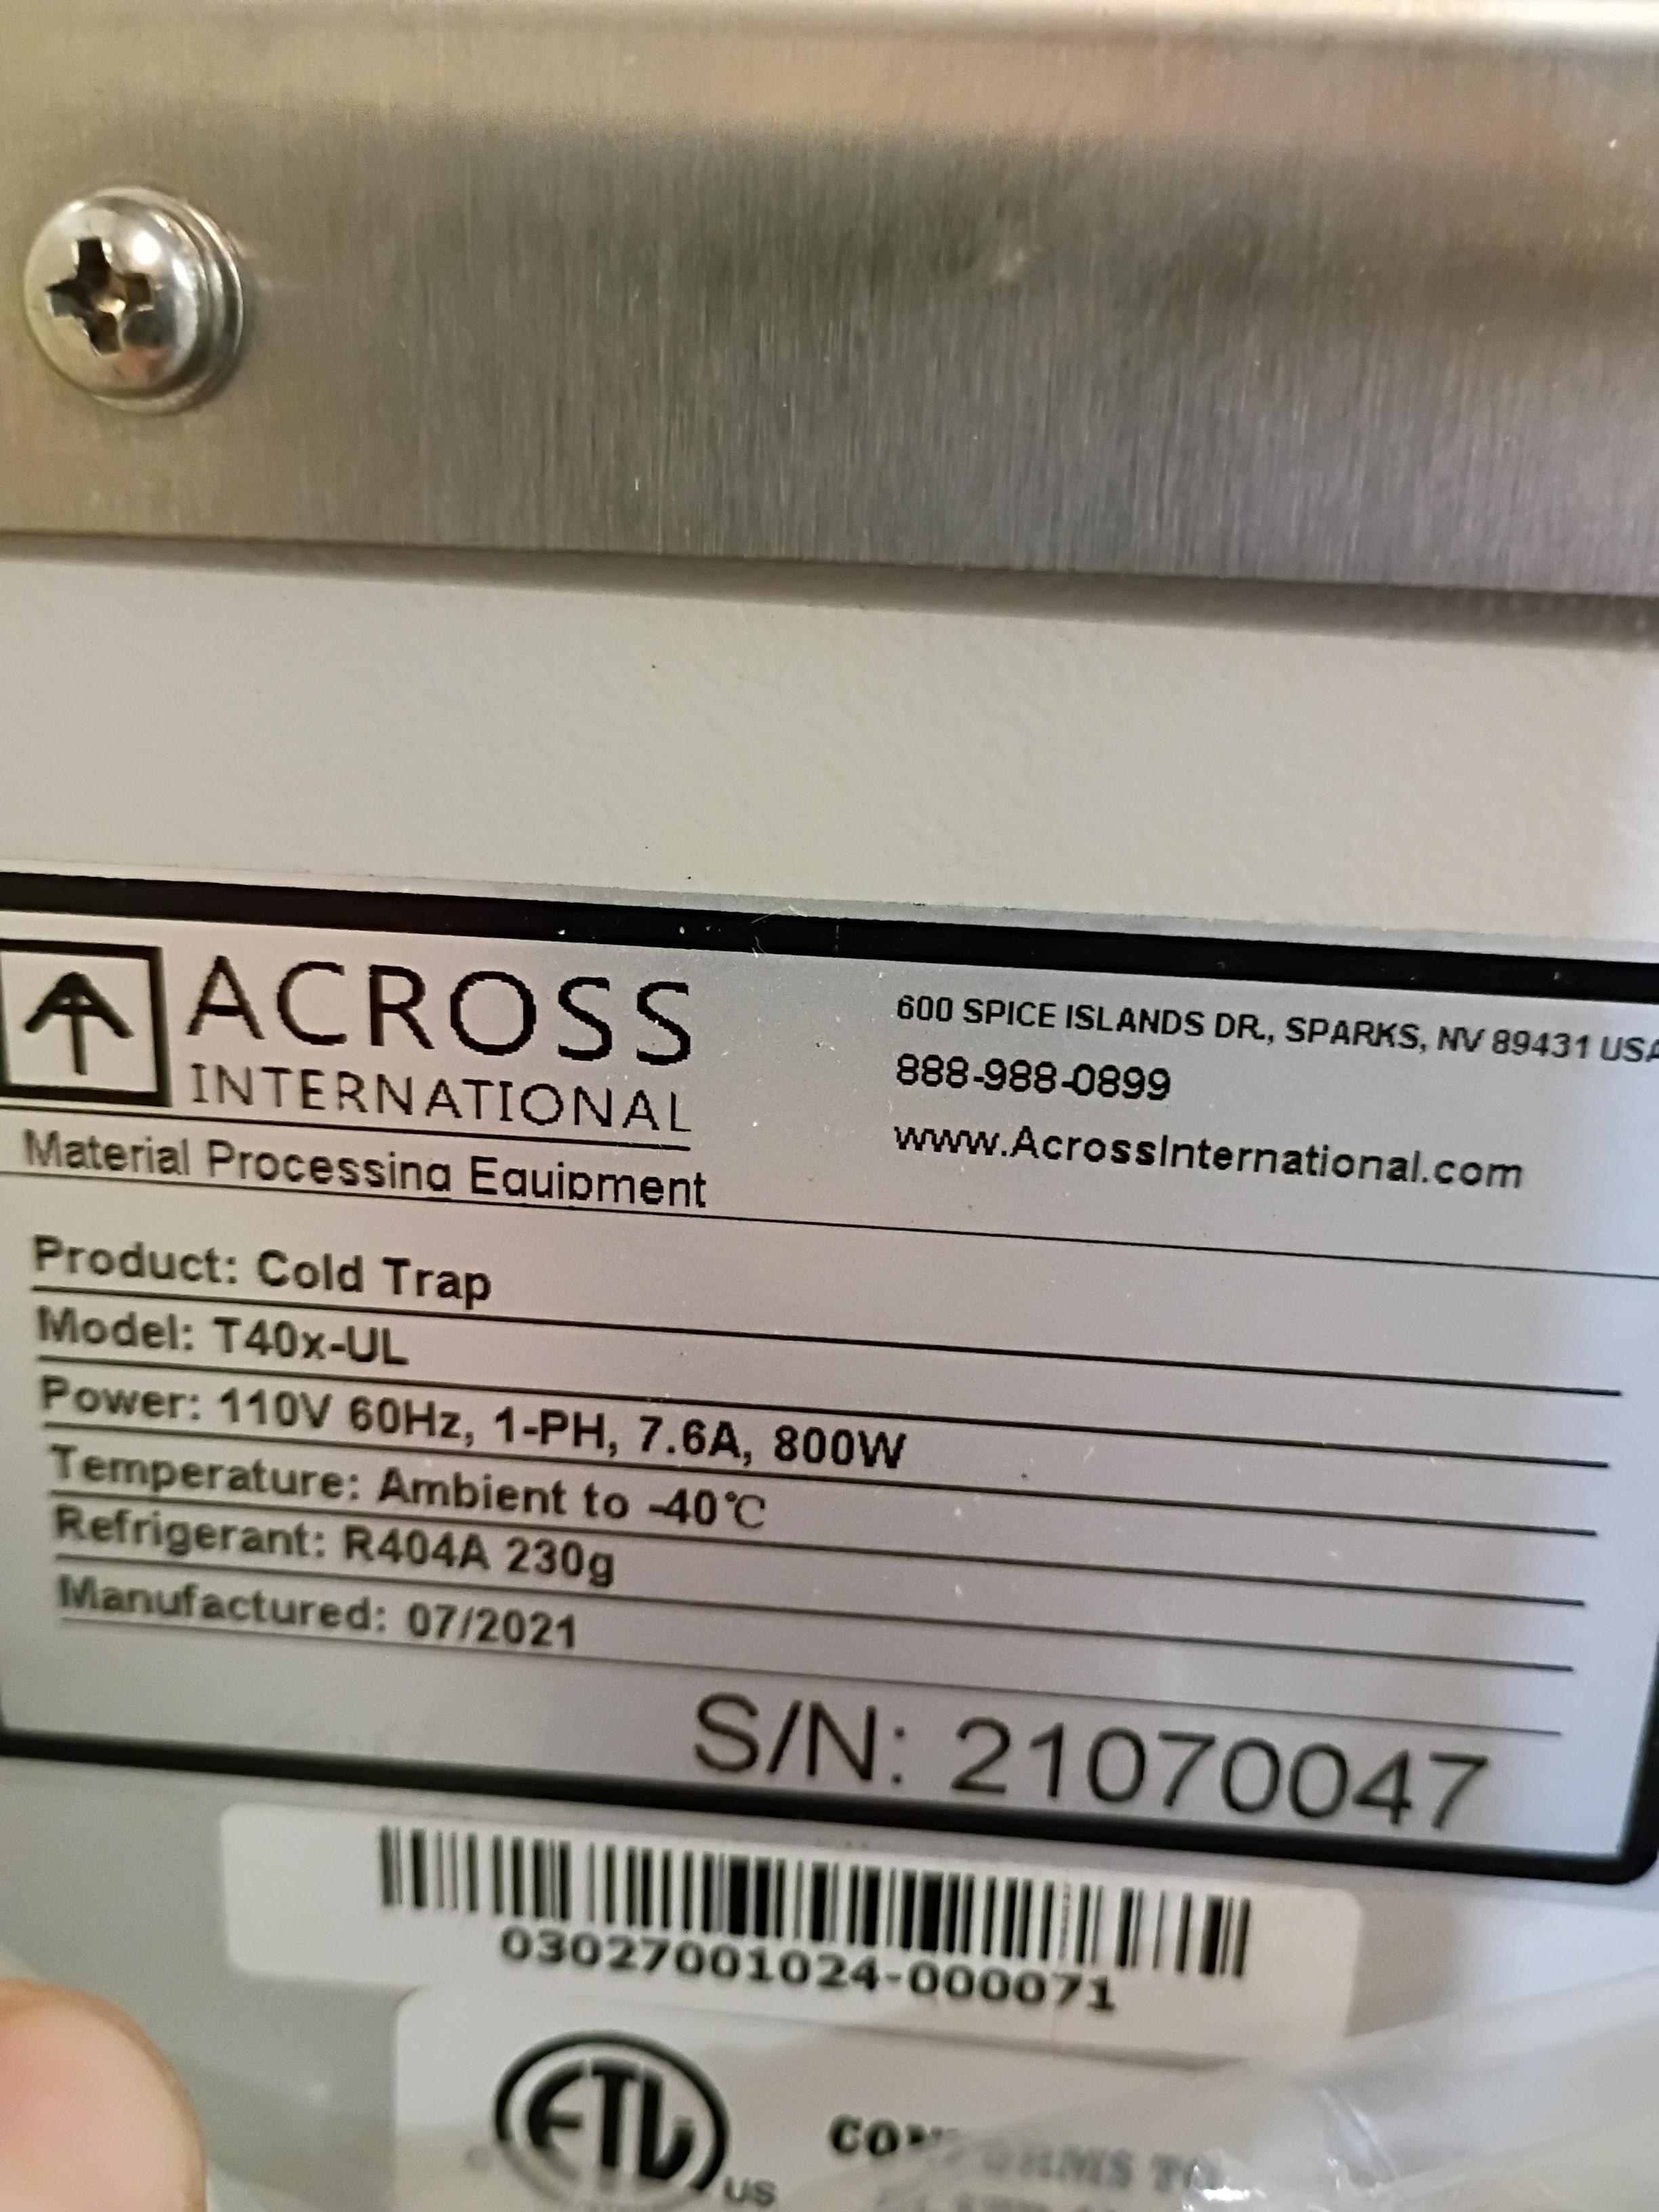 ACROSS
INTERNATIONAL
Material Processing Equipment
600 SPICE ISLANDS DR., SPARKS, NV 89431 USA
888-988-0899
www.AcrossInternational.com
Product: Cold Trap
Model: T40x-UL
Power: 110V 60Hz, 1-PH, 7.6A, 800W
Temperature: Ambient to -40℃
Refrigerant: R404A 230g
Manufactured: 07/2021
S/N: 21070047
03027001024-000071
ETL
US
CONFORMS TO